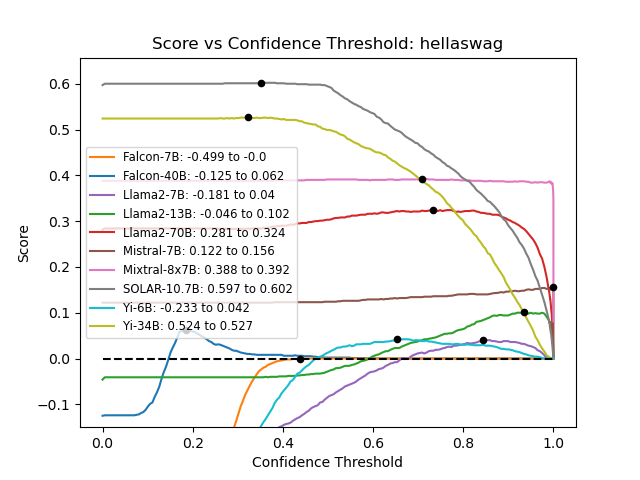 Score vs Confidence Threshold: hellaswag
0.6
0.5
0.4
0.3
0.2
0.1
0.0
−0.1
Score
Falcon-7B: -0.499 to -0.0
Falcon-40B: -0.125 to 0.062
Llama2-7B: -0.181 to 0.04
Llama2-13B: -0.046 to 0.102
Llama2-70B: 0.281 to 0.324
Mistral-7B: 0.122 to 0.156
Mixtral-8x7B: 0.388 to 0.392
SOLAR-10.7B: 0.597 to 0.602
Yi-6B: -0.233 to 0.042
Yi-34B: 0.524 to 0.527
0.0 0.2 0.4 0.6 0.8 1.0
Confidence Threshold